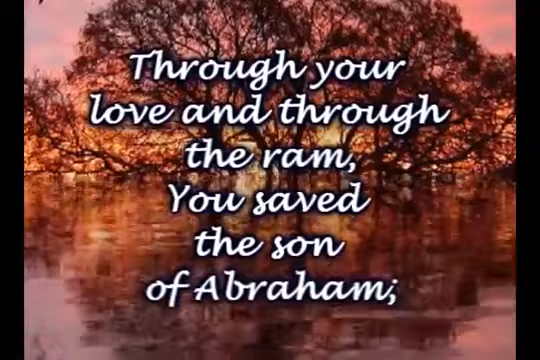 Through your
love and through
the ram,
You saved
the son
of Abraham;